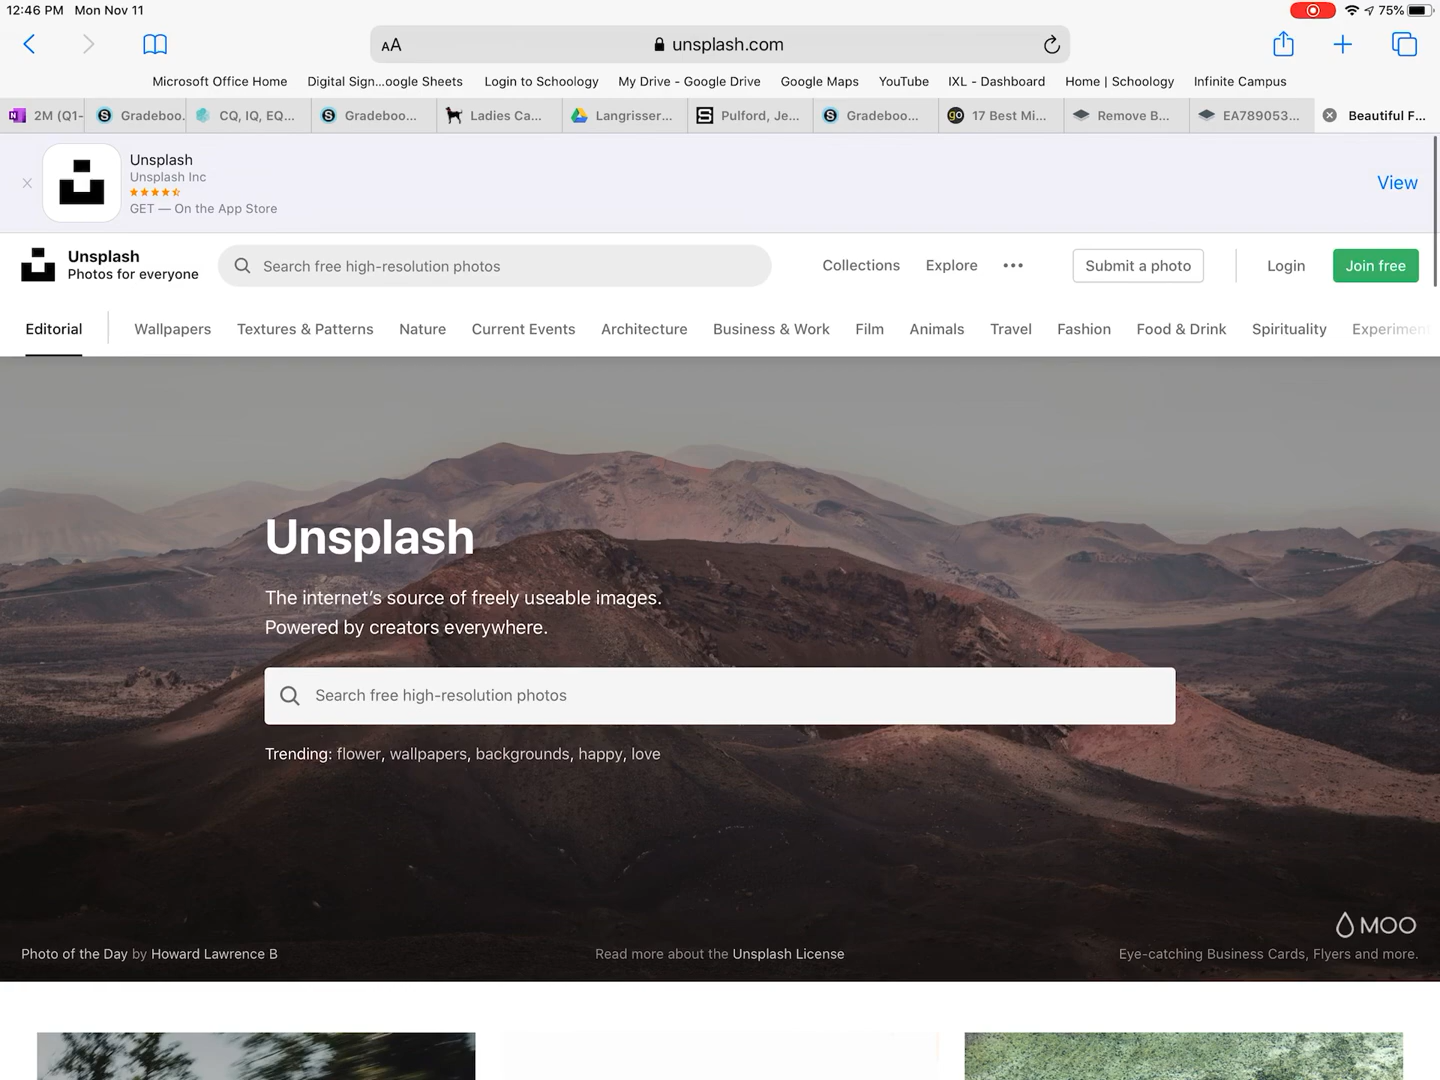 12:46 PM Mon Nov 11
75%
AA
unsplash.com
Microsoft Office Home
Digital Sign...oogle Sheets
Login to Schoology
My Drive - Google Drive
Google Maps
YouTube
IXL - Dashboard
Home | Schoology
Infinite Campus
2M (Q1-
Gradeboo.
CQ, IQ, EQ...
Gradeboo...
Ladies Ca...
Langrisser...
Pulford, Je...
Gradeboo...
go
17 Best Mi...
Remove B...
EA789053...
Beautiful F...
Unsplash
Unsplash Inc
GET — On the App Store
View
Unsplash
Photos for everyone
Search free high-resolution photos
Collections
Explore
Submit a photo
Login
Join free
Editorial
Wallpapers
Textures & Patterns
Nature
Current Events
Architecture
Business & Work
Film
Animals
Travel
Fashion
Food & Drink
Spirituality
Experimen
Unsplash
The internet's source of freely useable images.
Powered by creators everywhere.
Search free high-resolution photos
Trending: flower, wallpapers, backgrounds, happy, love
MOO
Photo of the Day by Howard Lawrence B
Read more about the Unsplash License
Eye-catching Business Cards, Flyers and more.